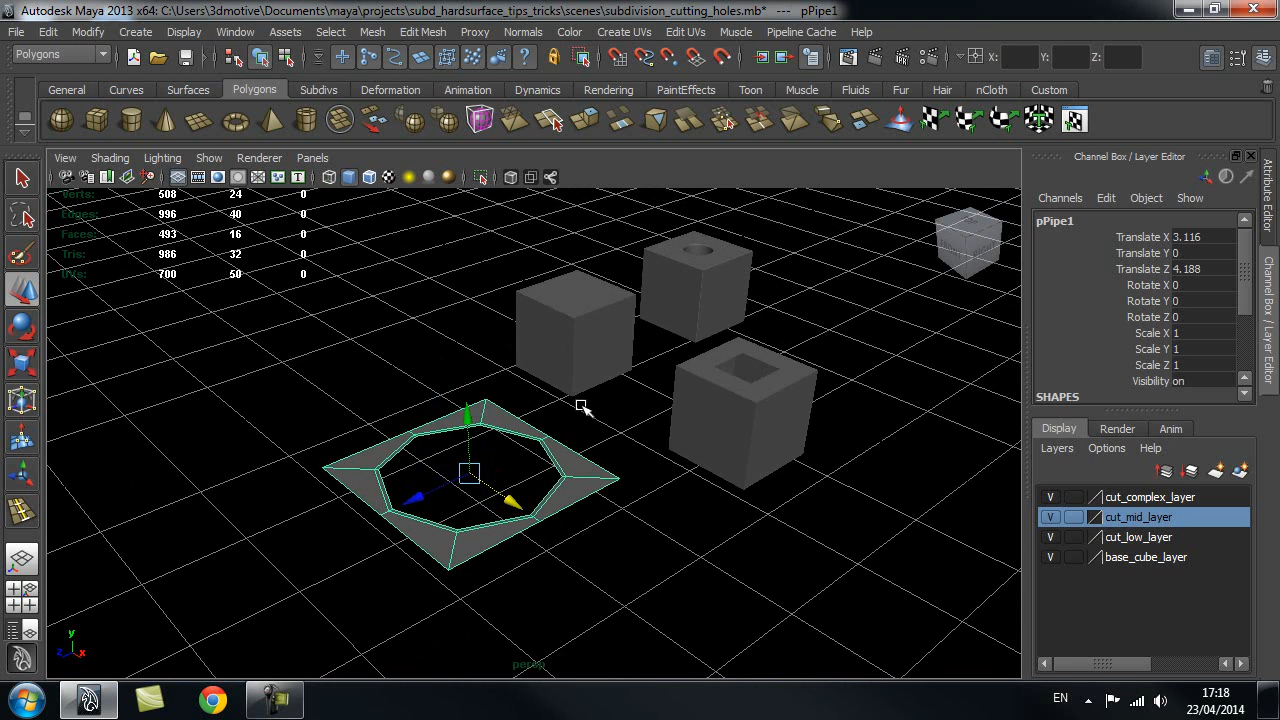 Autodesk Maya 2013 x64: C:\Users\3dmotive\Documents\maya\projects\subd_hardsurface_tips_tricks\scenes\subdivision_cutting_holes.mb* --- pPipe1
File Edit Modify Create Display Window Assets Select Mesh Edit Mesh Proxy Normals Color Create UVs Edit UVs Muscle Pipeline Cache Help
Polygons X: Y: Z:
General Curves Surfaces Polygons Subdivs Deformation Animation Dynamics Rendering PaintEffects Toon Muscle Fluids Fur Hair nCloth Custom
View Shading Lighting Show Renderer Panels
Channel Box / Layer Editor
Verts: 508 24 0
Edges: 996 40 0
Faces: 493 16 0
Tris: 986 32 0
UVs: 700 50 0
Channels Edit Object Show
pPipe1
Translate X 3.116
Translate Y 0
Translate Z 4.188
Rotate X 0
Rotate Y 0
Rotate Z 0
Scale X 1
Scale Y 1
Scale Z 1
Visibility on
SHAPES
Attribute Editor
Channel Box / Layer Editor
Display Render Anim
Layers Options Help
V cut_complex_layer
V cut_mid_layer
V cut_low_layer
V base_cube_layer
y
z x
persp
EN 17:18
23/04/2014